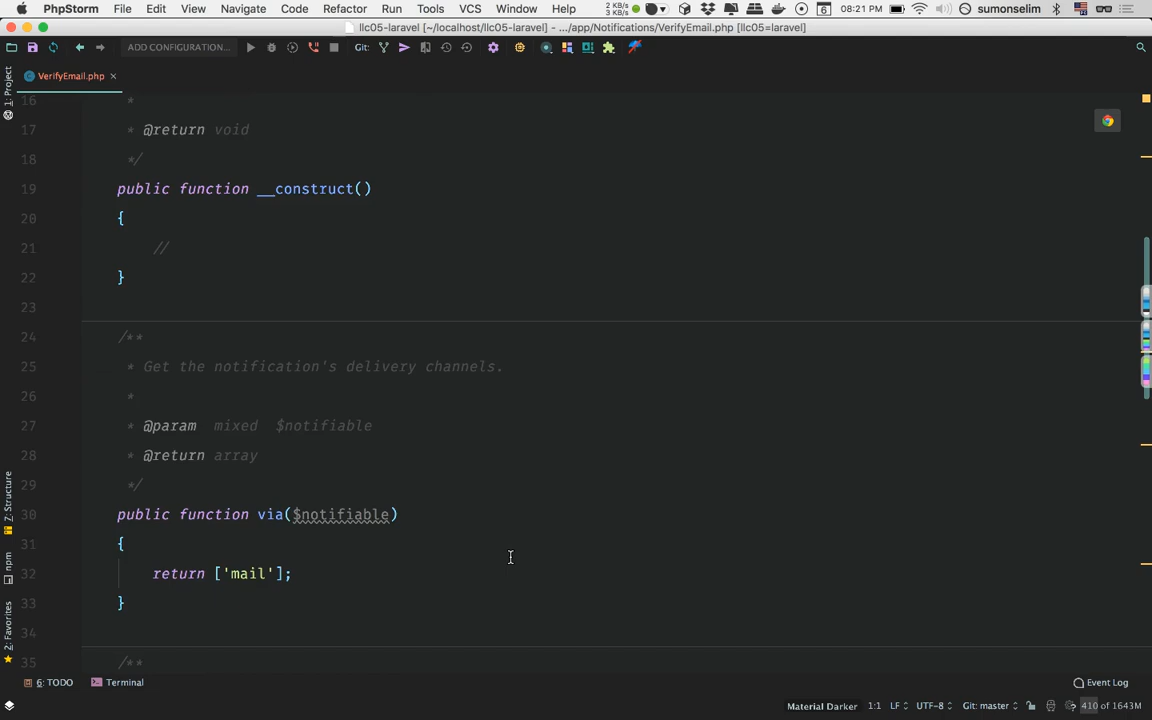 PhpStorm File Edit View Navigate Code Refactor Run Tools VCS Window Help 2 KB/s 3 KB/s 6 08:21 PM sumonselim
llc05-laravel [~/localhost/llc05-laravel] - .../app/Notifications/VerifyEmail.php [llc05=laravel]
ADD CONFIGURATION... Git:
VerifyEmail.php
1: Project
7: Structure
npm
2: Favorites
16 *
17 * @return void
18 */
19 public function __construct()
20 {
21 //
22 }
23
24 /**
25 * Get the notification's delivery channels.
26 *
27 * @param mixed $notifiable
28 * @return array
29 */
30 public function via($notifiable)
31 {
32 return ['mail'];
33 }
34
35 /**
6: TODO Terminal Event Log
Material Darker 1:1 LF UTF-8 Git: master 410 of 1643M